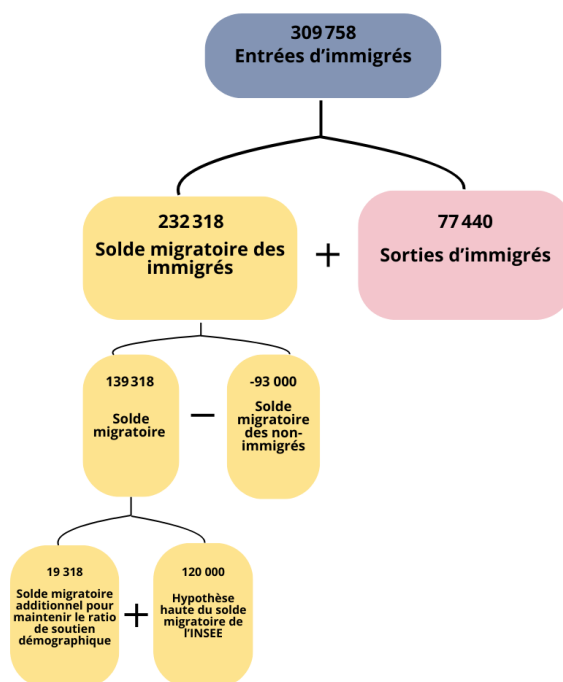 309 758
Entrées d’immigrés
232 318
Solde migratoire des
immigrés
+
77 440
Sorties d’immigrés
139 318
Solde
migratoire
—
-93 000
Solde
migratoire
des non-
immigrés
19 318
Solde migratoire
additionnel pour
maintenir le ratio
de soutien
démographique
+
120 000
Hypothèse
haute du solde
migratoire de
l’INSEE